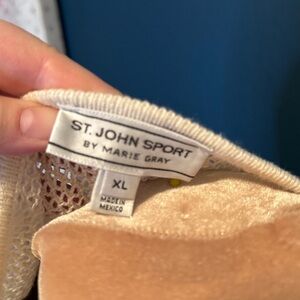 ST. JOHN SPORT
BY MARIE GRAY
XL
MADE IN
MEXICO